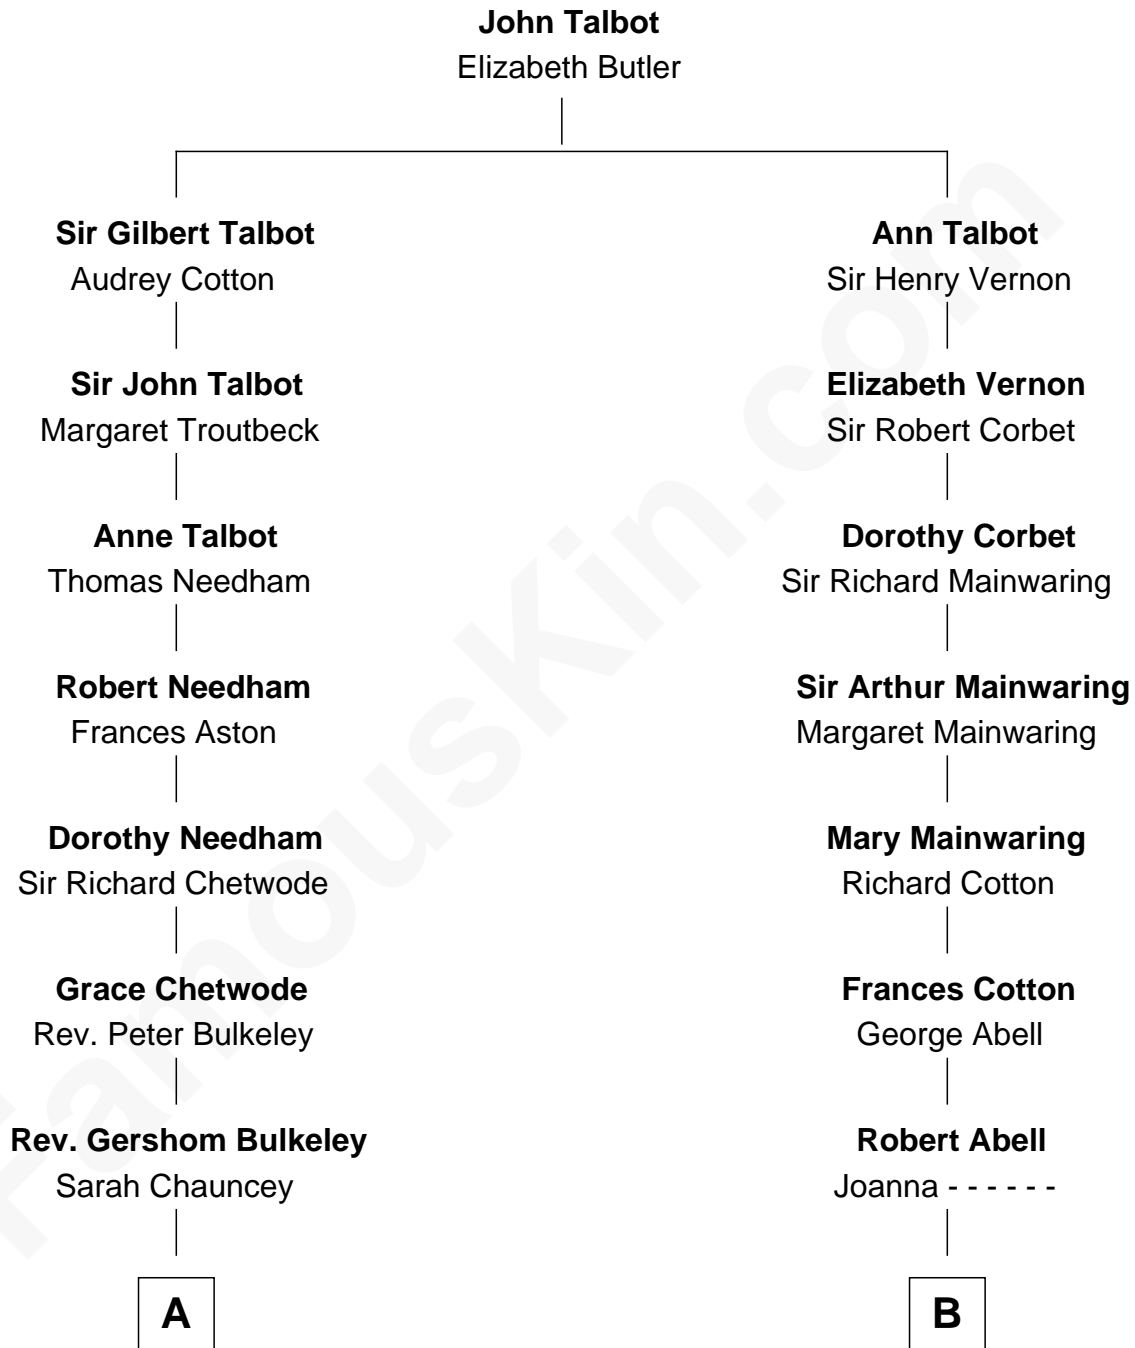 John Talbot
Elizabeth Butler
Sir Gilbert Talbot
Audrey Cotton
Ann Talbot
Sir Henry Vernon
Sir John Talbot
Margaret Troutbeck
Elizabeth Vernon
Sir Robert Corbet
Anne Talbot
Thomas Needham
Dorothy Corbet
Sir Richard Mainwaring
Robert Needham
Frances Aston
Sir Arthur Mainwaring
Margaret Mainwaring
Dorothy Needham
Sir Richard Chetwode
Mary Mainwaring
Richard Cotton
Grace Chetwode
Rev. Peter Bulkeley
Frances Cotton
George Abell
Rev. Gershom Bulkeley
Sarah Chauncey
Robert Abell
Joanna - - - - - -
A
B
FamousKin.com